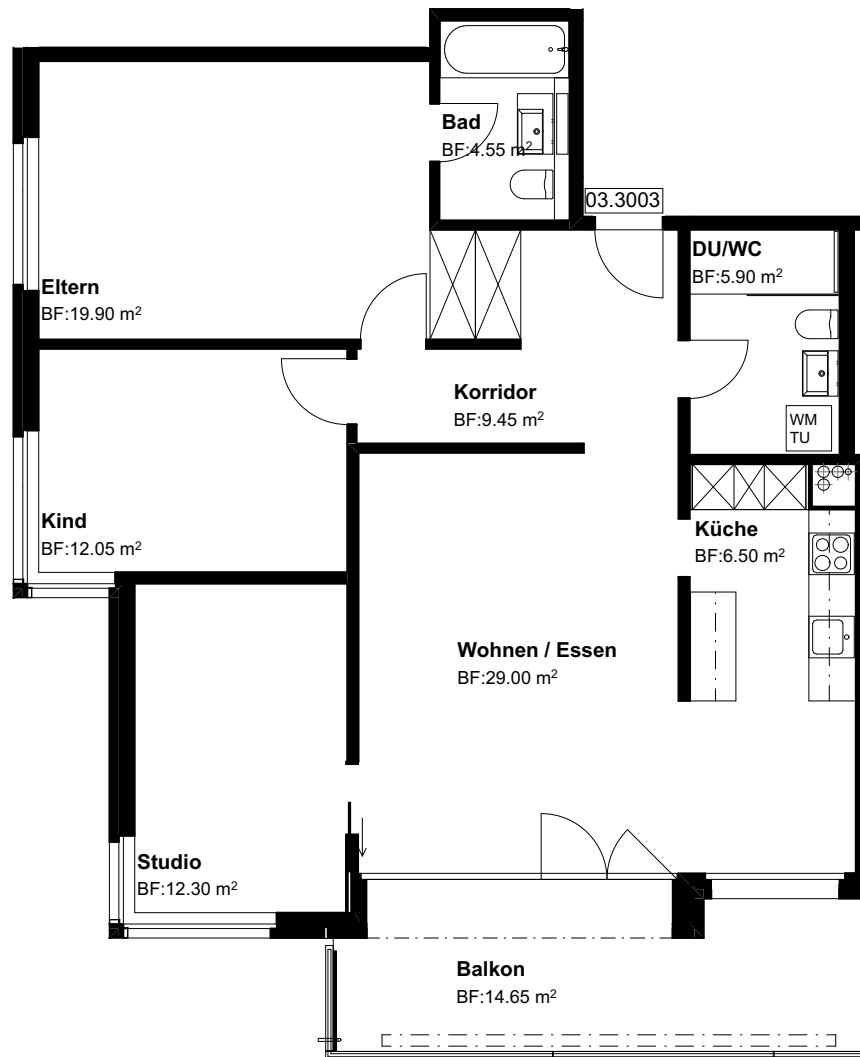 Bad
BF:4.55 m²
03.3003
DU/WC
BF:5.90 m²
Eltern
BF:19.90 m²
Korridor
BF:9.45 m²
WM
TU
Kind
BF:12.05 m²
Küche
BF:6.50 m²
Wohnen / Essen
BF:29.00 m²
Studio
BF:12.30 m²
Balkon
BF:14.65 m²